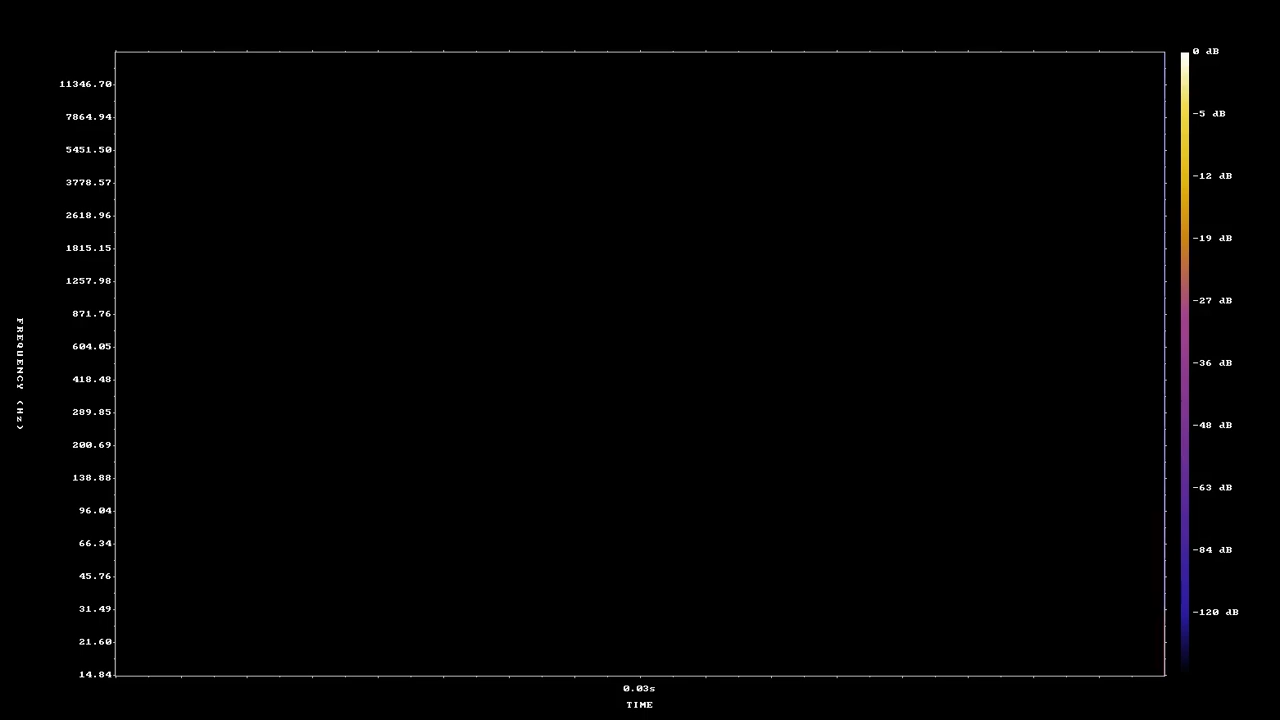 0 dB
11346.70
7864.94
-5 dB
5451.50
3778.57
-12 dB
2618.96
1815.15
-19 dB
1257.98
871.76
-27 dB
604.05
418.48
-36 dB
289.85
200.69
-48 dB
138.88
96.04
-63 dB
66.34
45.76
-84 dB
31.49
21.60
-120 dB
14.84
FREQUENCY (Hz)
0.03s
TIME